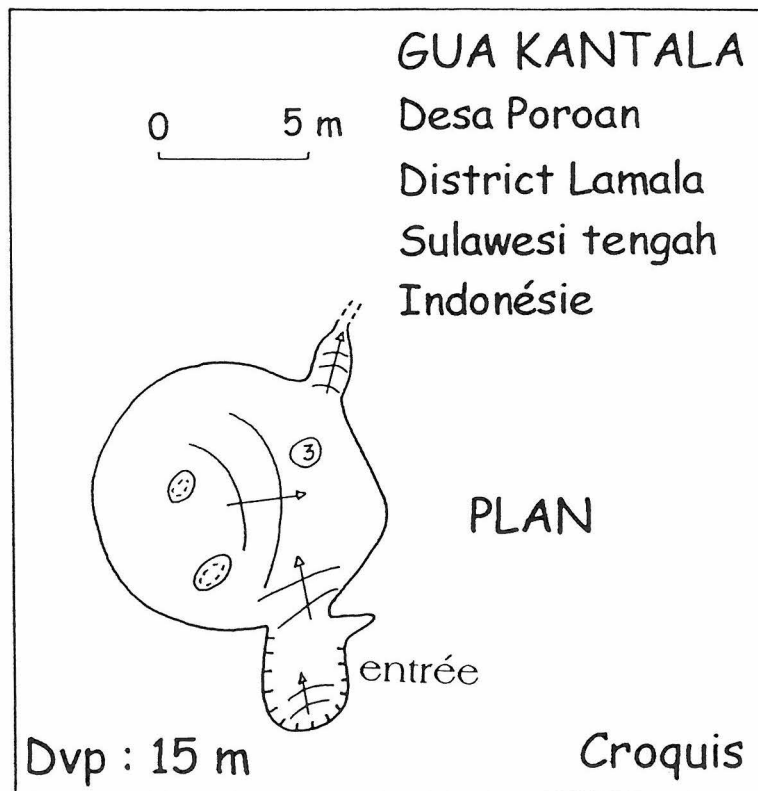 GUA KANTALA
0 5 m
Desa Poroan
District Lamala
Sulawesi tengah
Indonésie
3
PLAN
entrée
Dvp : 15 m
Croquis